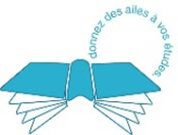 donnez des ailes à vos études.